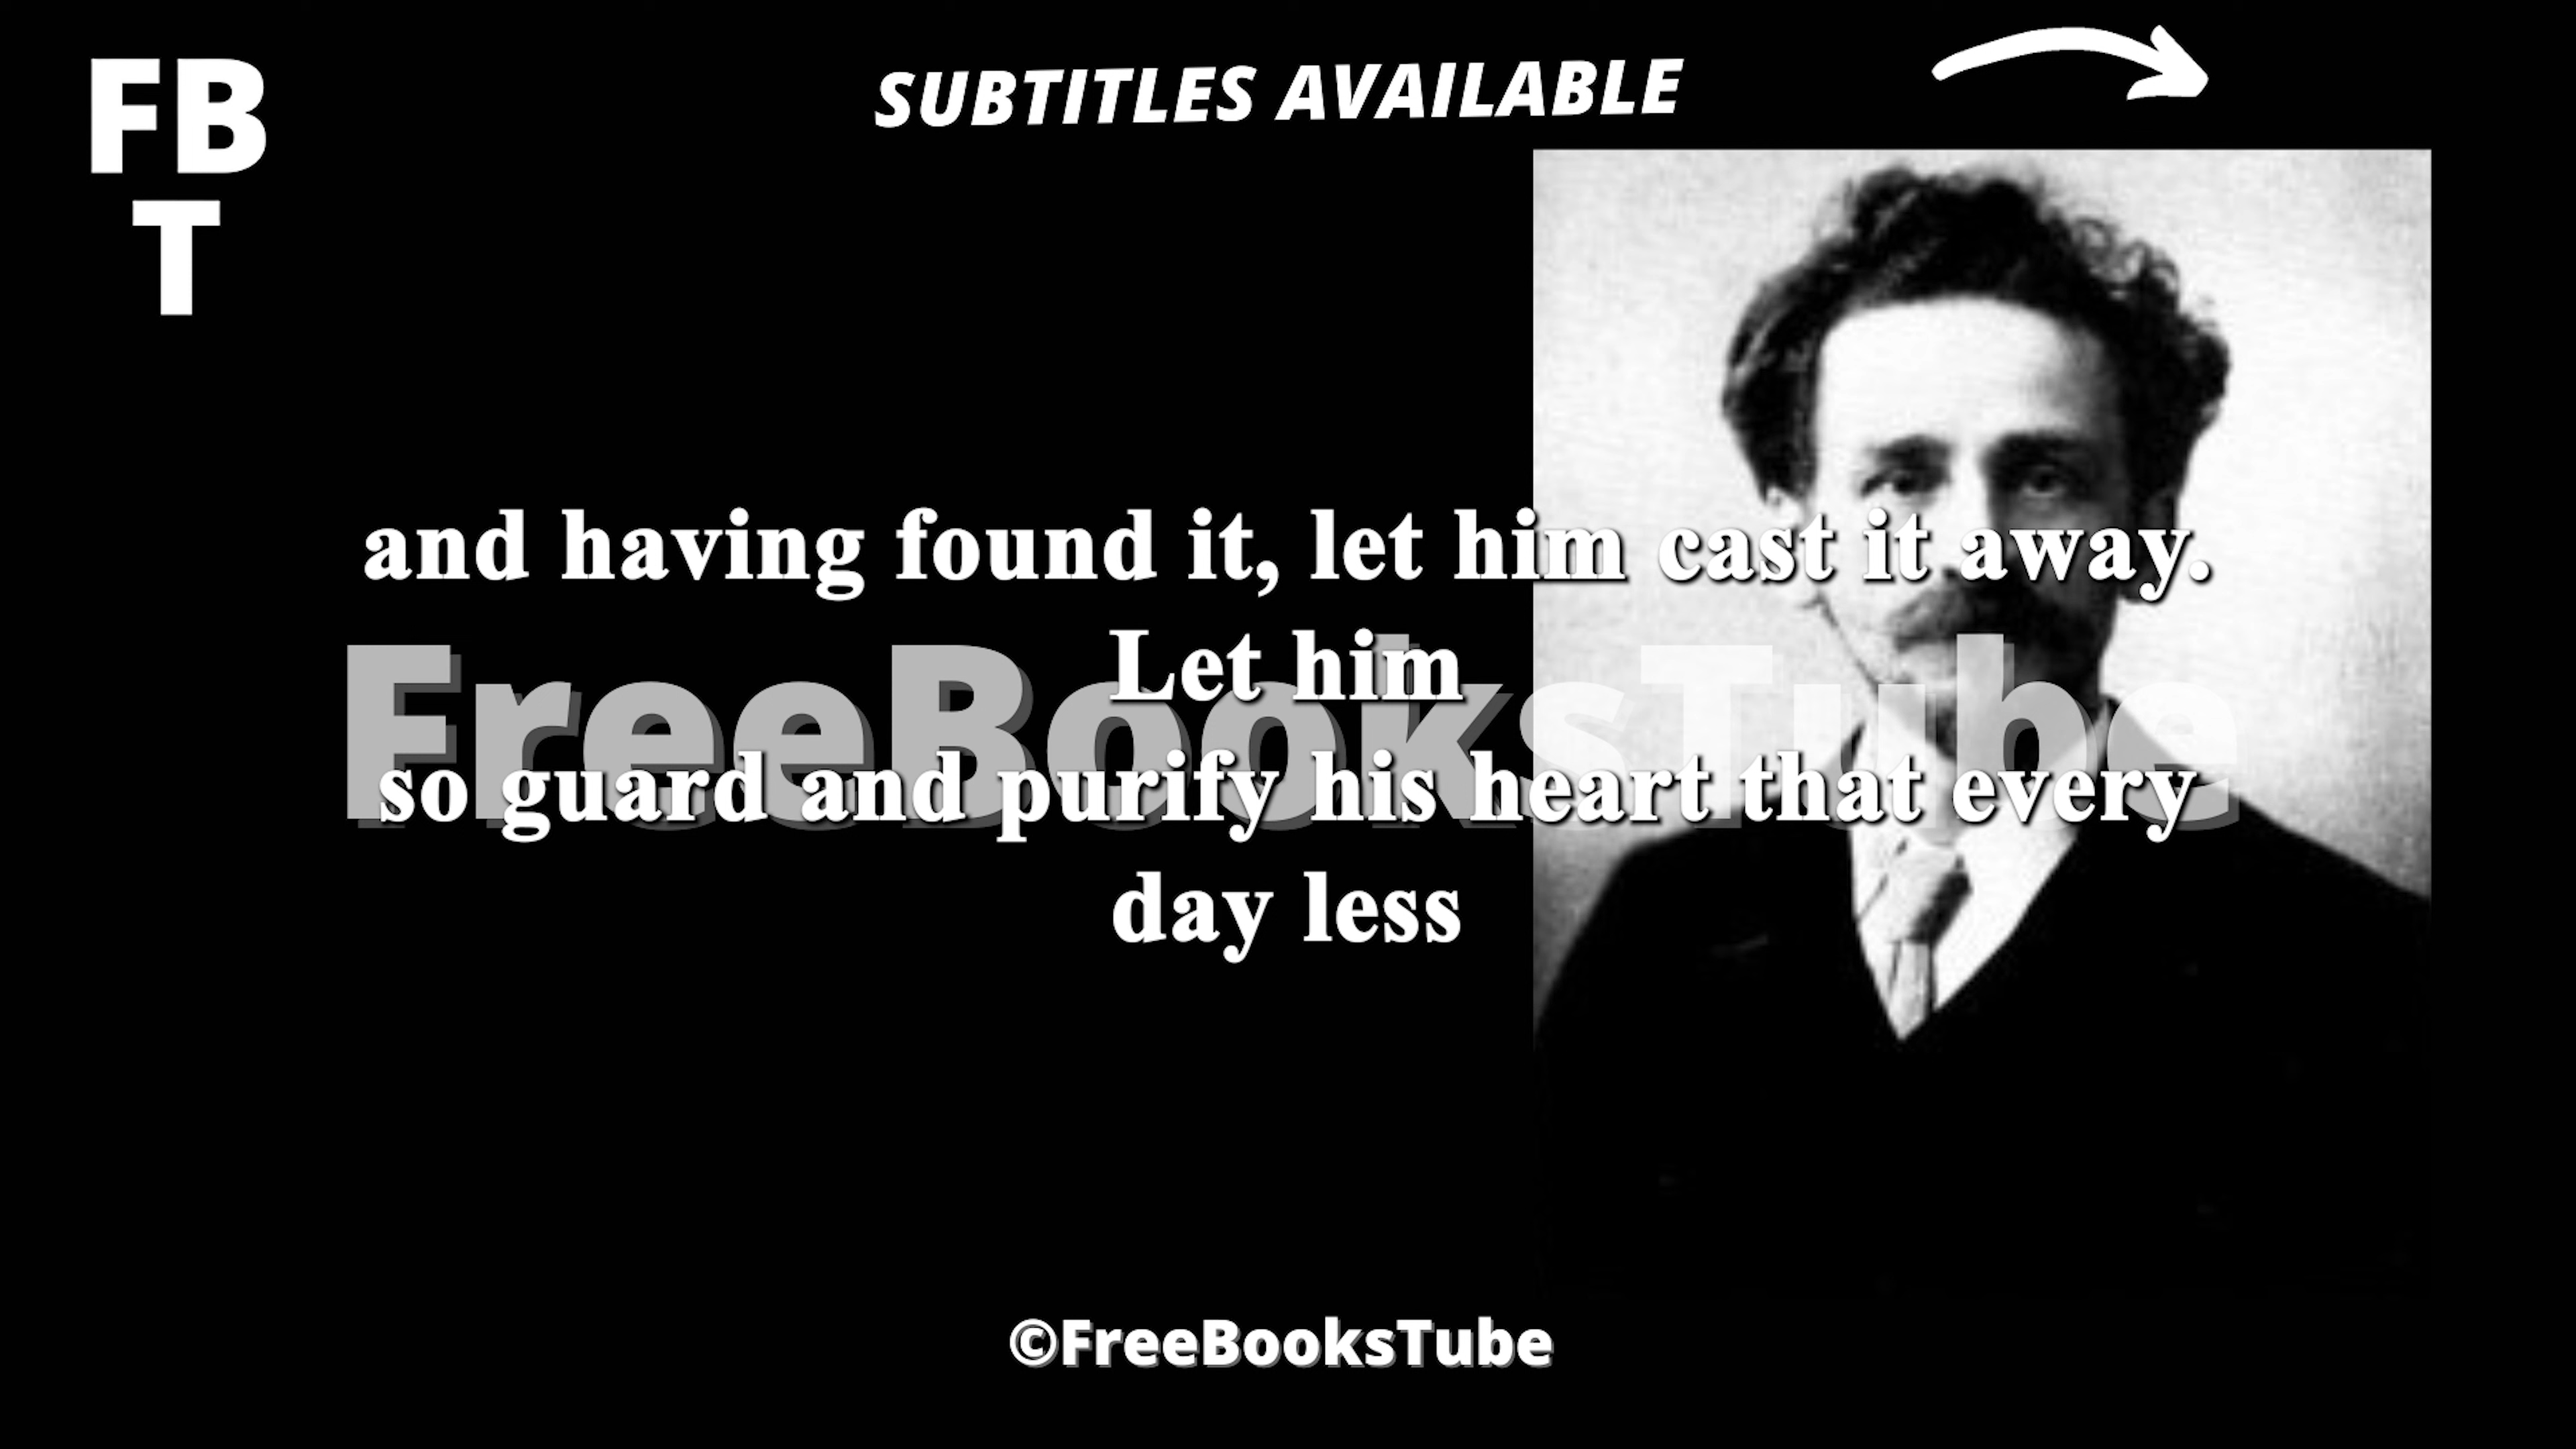 FB
T
SUBTITLES AVAILABLE
and having found it, let him cast it away.
Let him
FreeBooksTube
so guard and purify his heart that every
day less
©FreeBooksTube